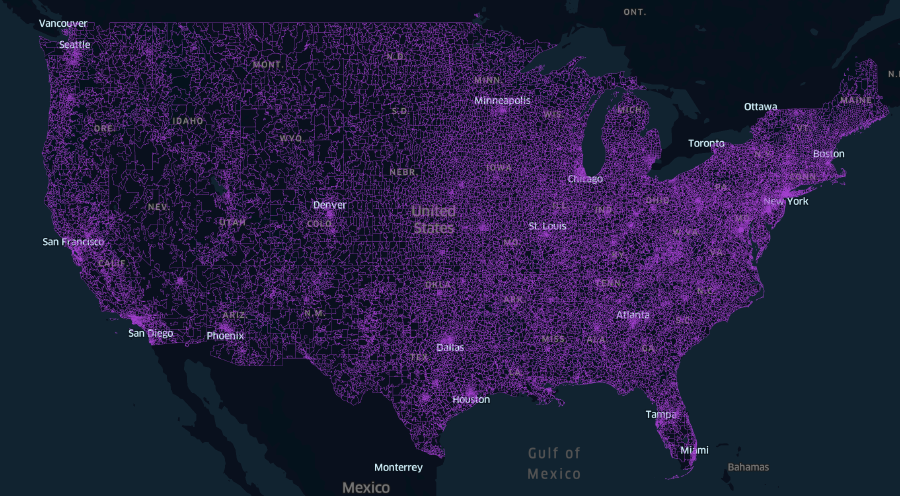 ONT.
Vancouver
Seattle
MONT.
N.D.
MINN.
Minneapolis
S.D.
WIS.
MICH.
Ottawa
MAINE
ORE.
IDAHO
WYO.
VT.
Toronto
N.Y.
Boston
CONN.
NEBR.
IOWA
Chicago
PA.
NEV.
UTAH
Denver
COLO.
United
States
ILL.
IND.
OHIO
New York
MD.
St. Louis
MO.
W.VA.
VA.
KY.
San Francisco
CALIF.
OKLA.
ARK.
TENN.
N.C.
San Diego
ARIZ.
Phoenix
N.M.
Atlanta
S.C.
Dallas
TEX.
MISS.
ALA.
GA.
LA.
Houston
Tampa
Miami
Gulf of
Mexico
Bahamas
Monterrey
Mexico